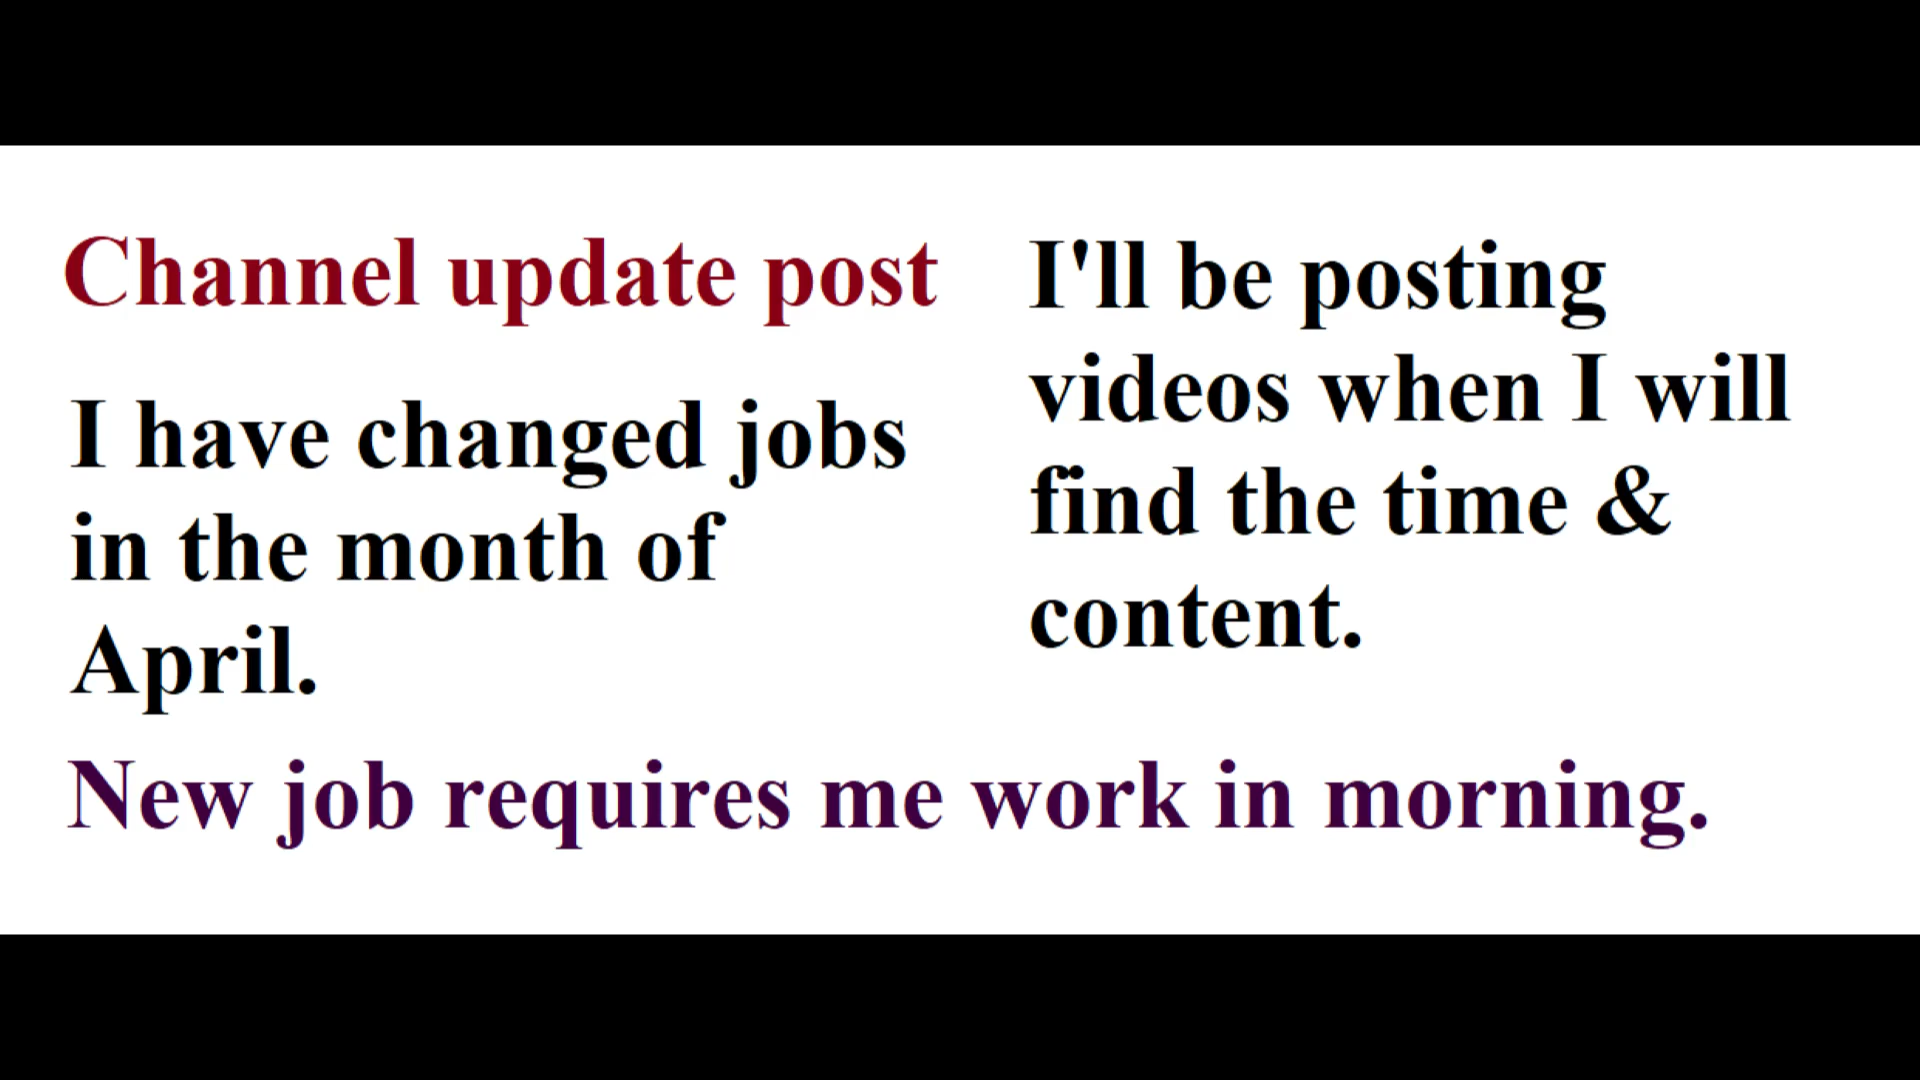 Channel update post
I have changed jobs
in the month of
April.
I'll be posting
videos when I will
find the time &
content.
New job requires me work in morning.